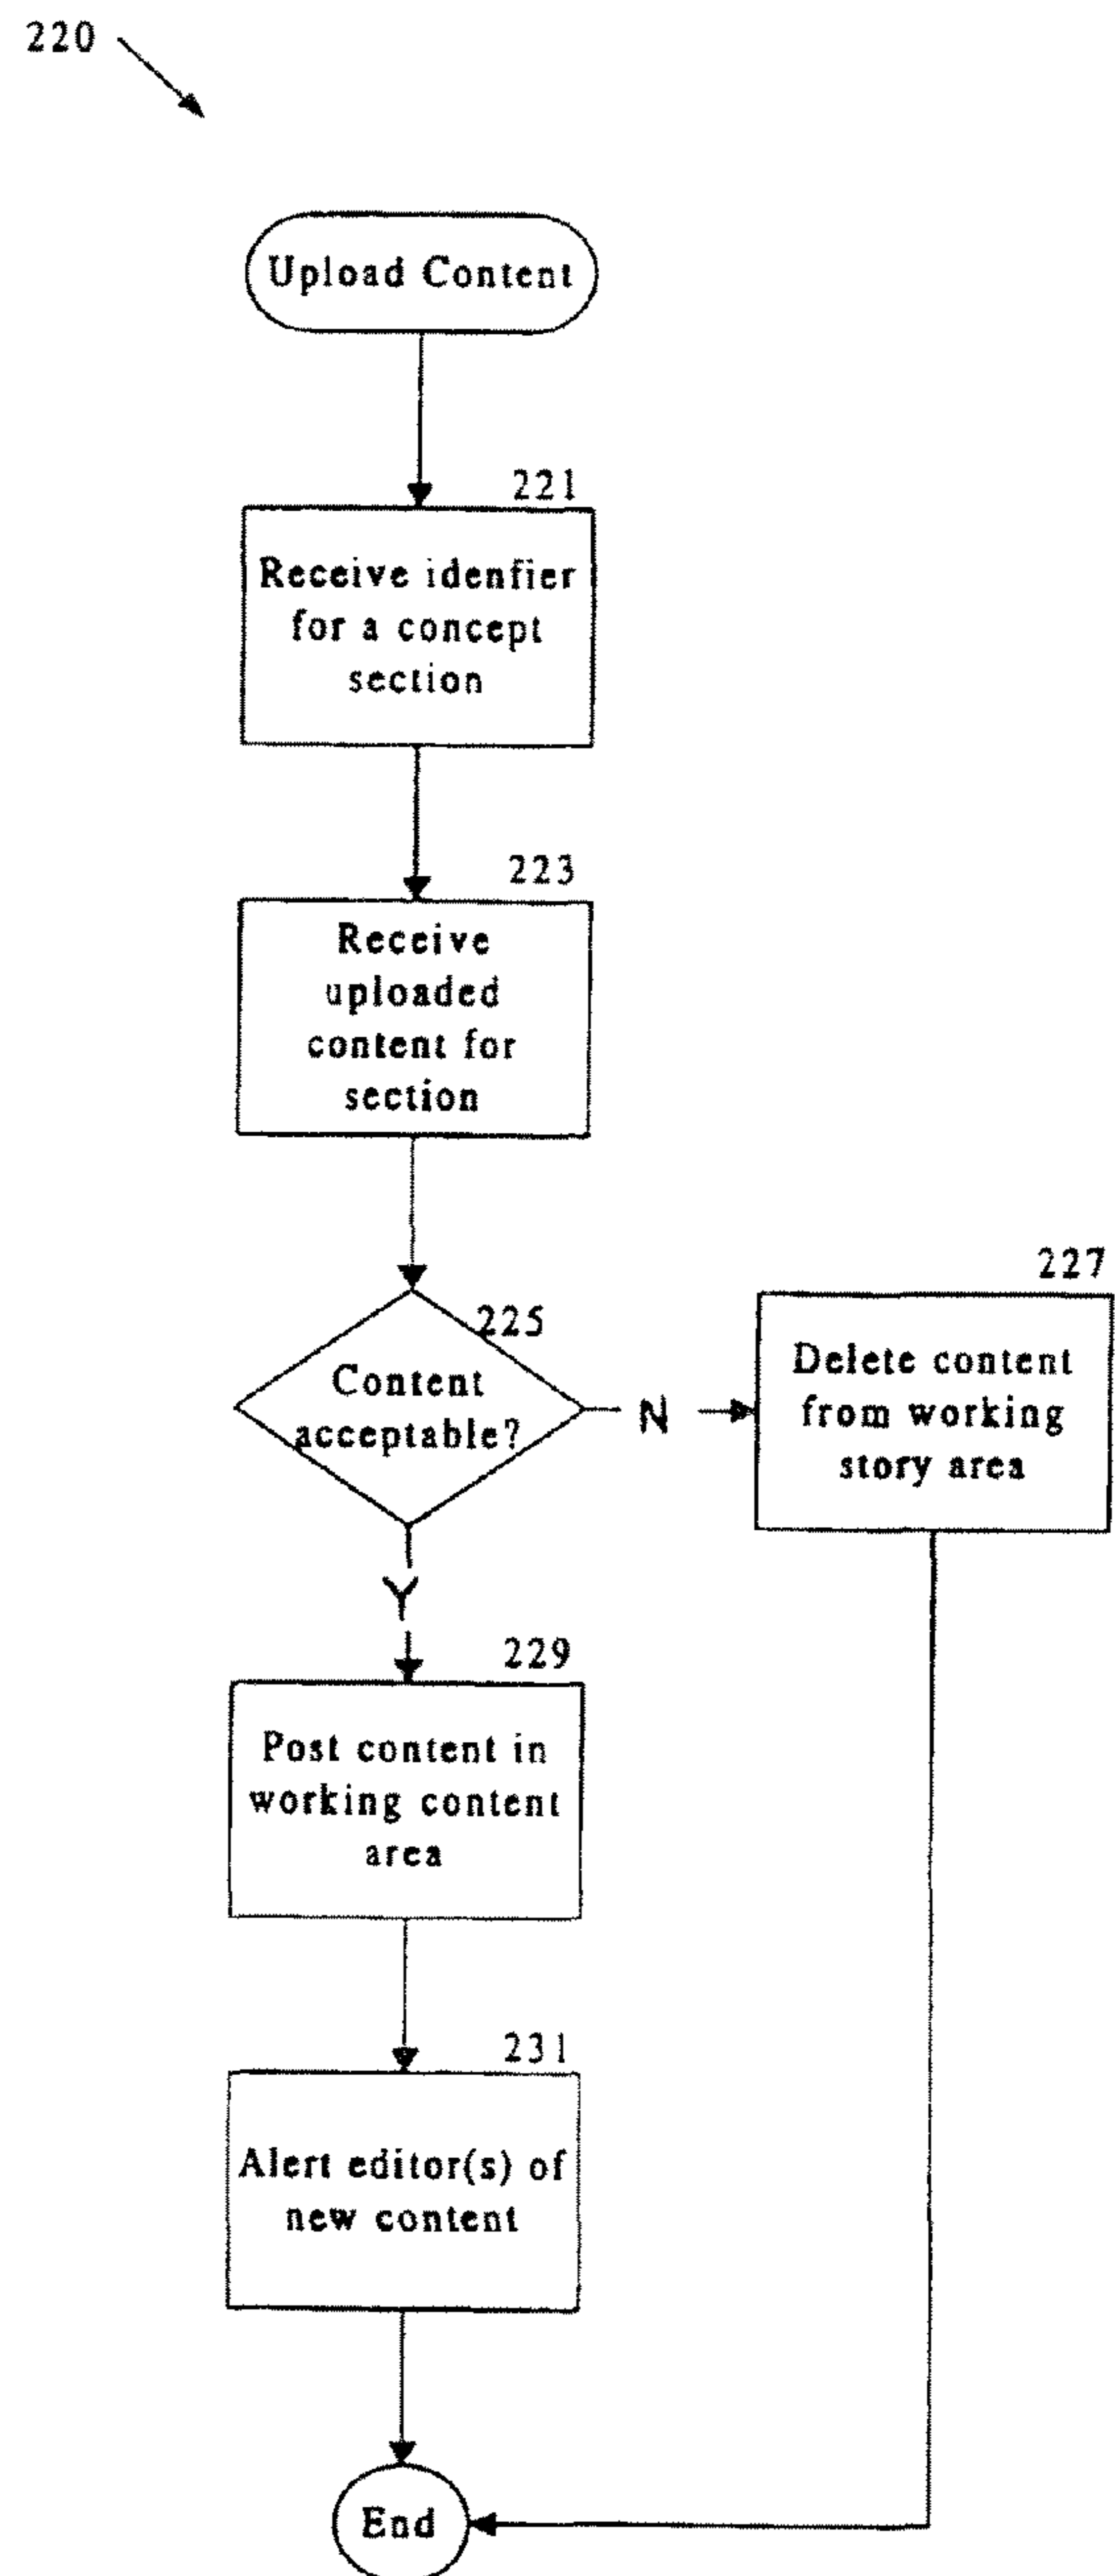 220
Upload Content
221
Receive idenfier
for a concept
section
223
Receive
uploaded
content for
section
225
Content
acceptable?
N
227
Delete content
from working
story area
Y
229
Post content in
working content
area
231
Alert editor(s) of
new content
End